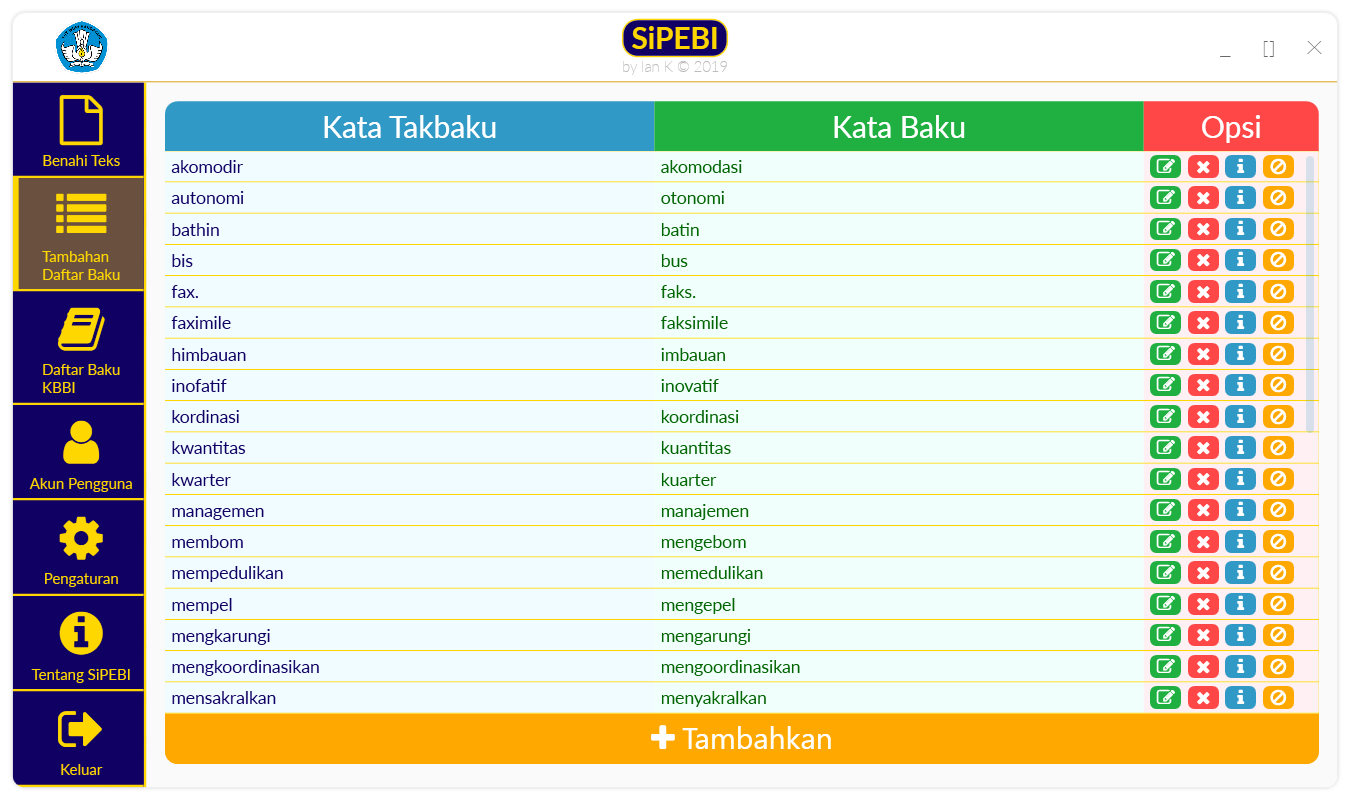 SiPEBI
by Ian K © 2019
Benahi Teks
Tambahan
Daftar Baku
Daftar Baku
KBBI
Akun Pengguna
Pengaturan
Tentang SiPEBI
Keluar
Kata Takbaku Kata Baku Opsi
akomodir akomodasi
autonomi otonomi
bathin batin
bis bus
fax. faks.
faximile faksimile
himbauan imbauan
inofatif inovatif
kordinasi koordinasi
kwantitas kuantitas
kwarter kuarter
managemen manajemen
membom mengebom
mempedulikan memedulikan
mempel mengepel
mengkarungi mengarungi
mengkoordinasikan mengoordinasikan
mensakralkan menyakralkan
Tambahkan